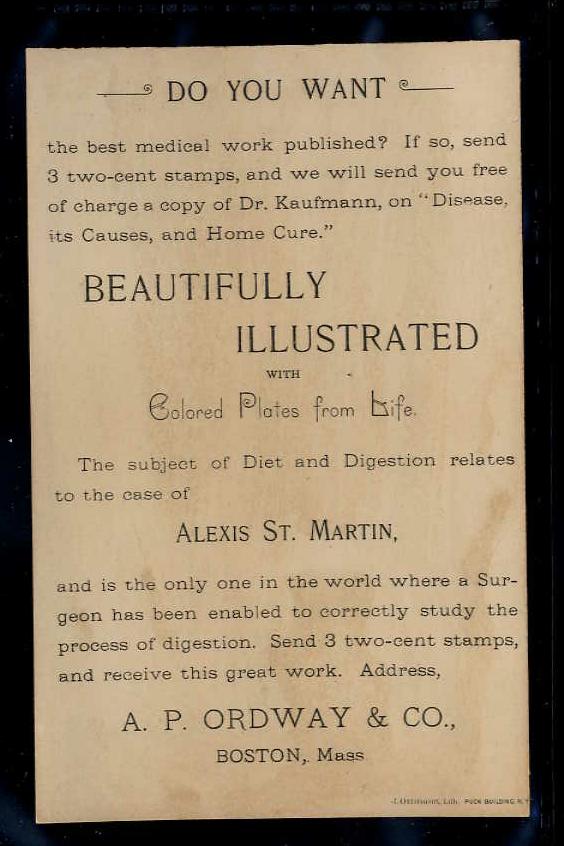 DO YOU WANT
the best medical work published? If so, send
3 two-cent stamps, and we will send you free
of charge a copy of Dr. Kaufmann, on “Disease,
its Causes, and Home Cure.”
BEAUTIFULLY
ILLUSTRATED
WITH
Colored Plates from Life.
The subject of Diet and Digestion relates
to the case of
ALEXIS ST. MARTIN,
and is the only one in the world where a Sur-
geon has been enabled to correctly study the
process of digestion. Send 3 two-cent stamps,
and receive this great work. Address,
A. P. ORDWAY & CO.,
BOSTON, Mass
Lith. PUCK BUILDING N.Y